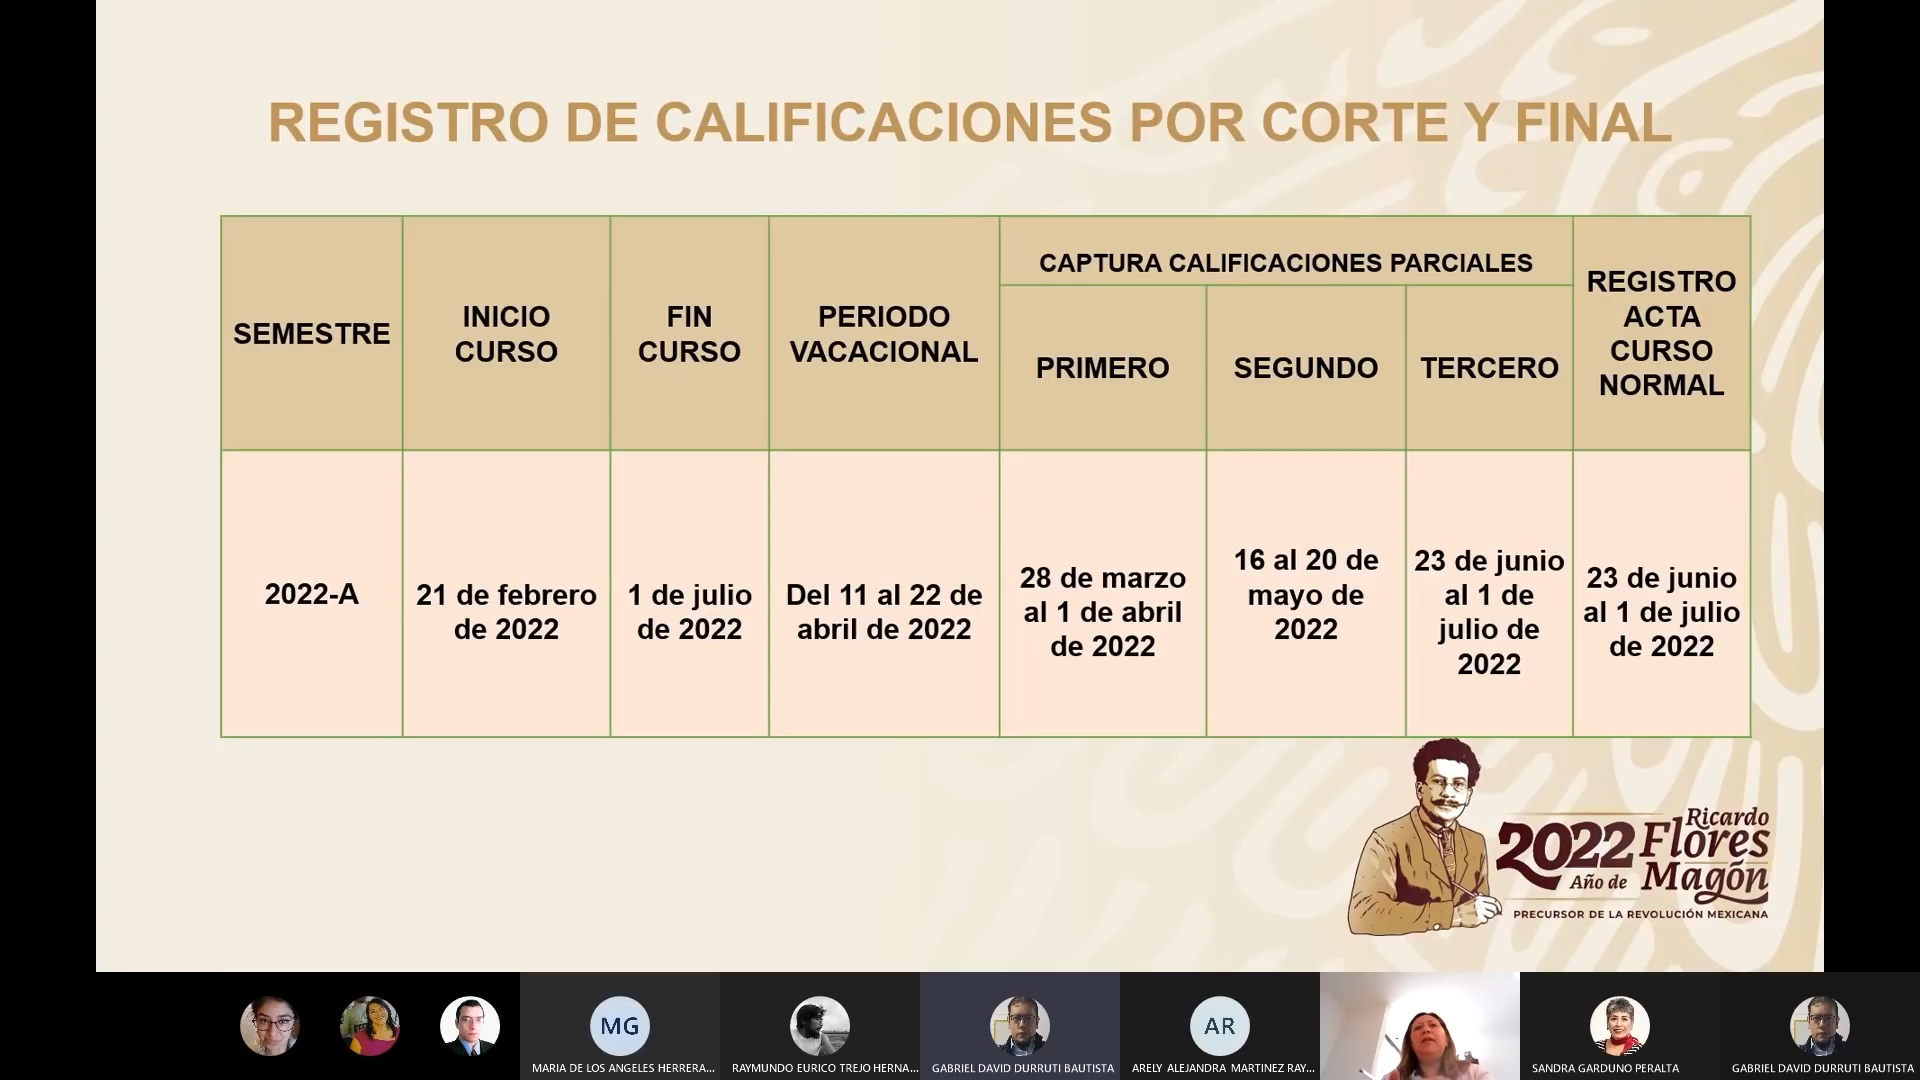 REGISTRO DE CALIFICACIONES POR CORTE Y FINAL
SEMESTRE
INICIO
CURSO
FIN
CURSO
PERIODO
VACACIONAL
CAPTURA CALIFICACIONES PARCIALES
PRIMERO
SEGUNDO
TERCERO
REGISTRO
ACTA
CURSO
NORMAL
2022-A
21 de febrero
de 2022
1 de julio
de 2022
Del 11 al 22 de
abril de 2022
28 de marzo
al 1 de abril
de 2022
16 al 20 de
mayo de
2022
23 de junio
al 1 de
julio de
2022
23 de junio
al 1 de julio
de 2022
2022 Ricardo
Flores
Año de Magón
PRECURSOR DE LA REVOLUCIÓN MEXICANA
MG
AR
MARIA DE LOS ANGELES HERRERA...
RAYMUNDO EURICO TREJO HERNA...
GABRIEL DAVID DURRUTI BAUTISTA
ARELY ALEJANDRA MARTINEZ RAY...
SANDRA GARDUNO PERALTA
GABRIEL DAVID DURRUTI BAUTISTA